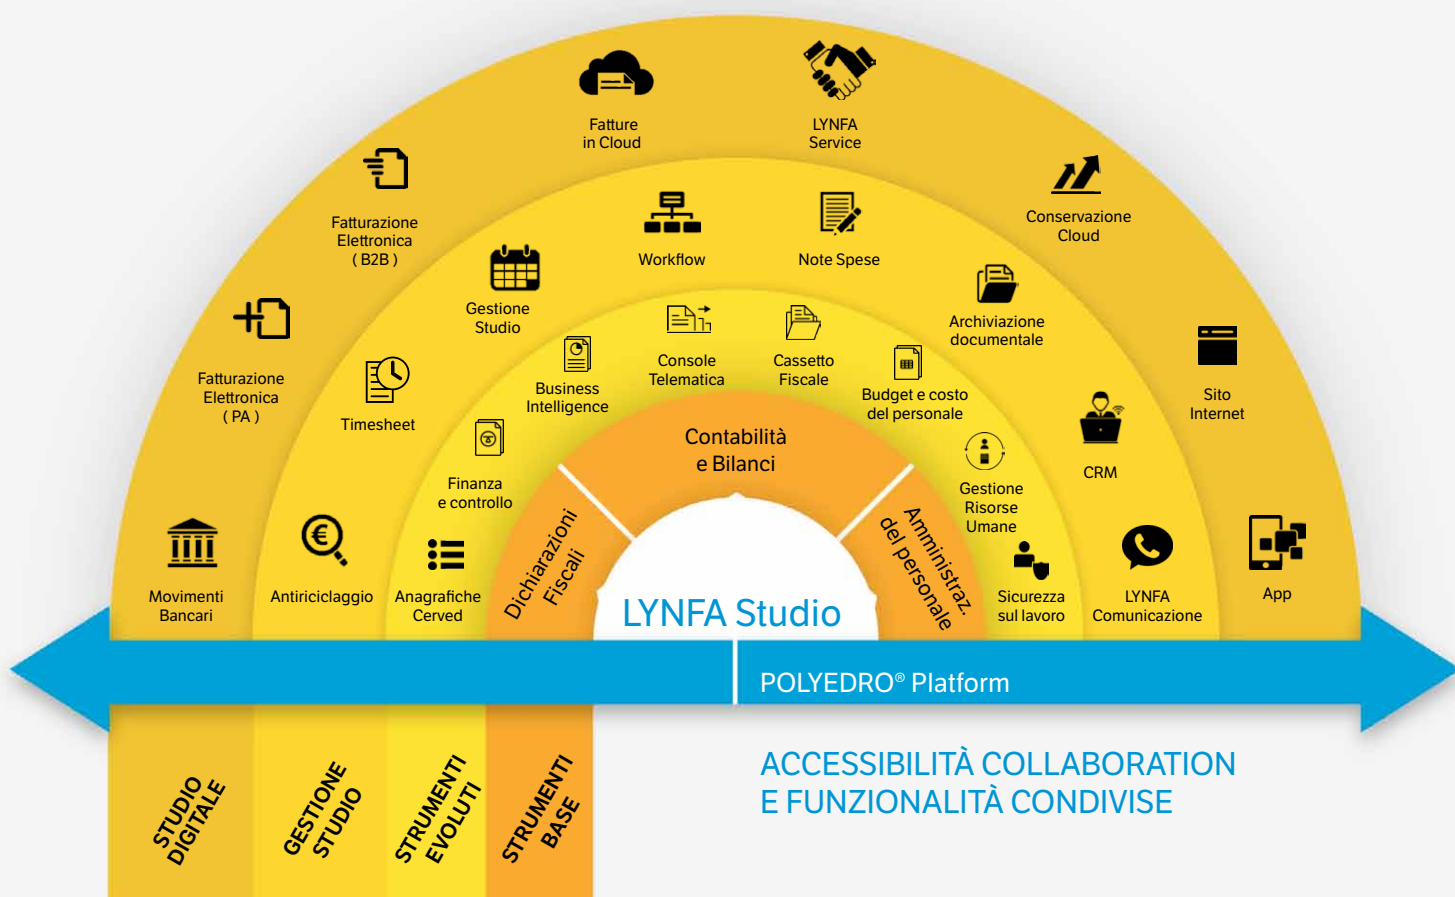 Fatture
in Cloud
LYNFA
Service
Fatturazione
Elettronica
( B2B )
Conservazione
Cloud
Fatturazione
Elettronica
( PA )
Sito
Internet
Movimenti
Bancari
App
Workflow
Note Spese
Gestione
Studio
Archiviazione
documentale
Timesheet
CRM
Antiriciclaggio
LYNFA
Comunicazione
Console
Telematica
Cassetto
Fiscale
Business
Intelligence
Budget e costo
del personale
Finanza
e controllo
Gestione
Risorse
Umane
Anagrafiche
Cerved
Sicurezza
sul lavoro
Contabilità
e Bilanci
Dichiarazioni
Fiscali
Amministraz.
del personale
LYNFA Studio
POLYEDRO® Platform
STUDIO
DIGITALE
GESTIONE
STUDIO
STRUMENTI
EVOLUTI
STRUMENTI
BASE
ACCESSIBILITÀ COLLABORATION
E FUNZIONALITÀ CONDIVISE